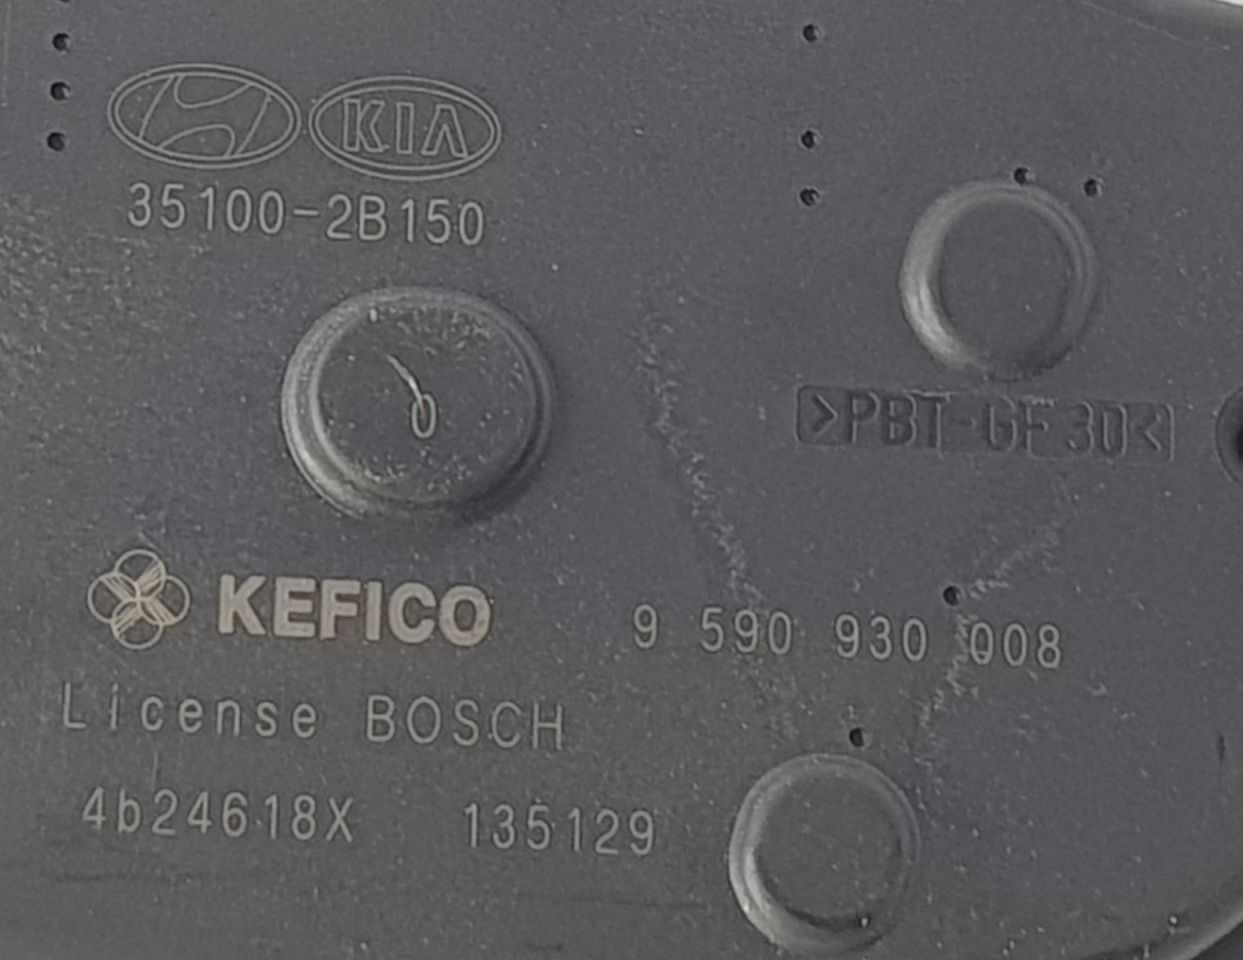 KIA
35100-2B150
0
>PBT-GF30<
KEFICO
9 590 930 008
License BOSCH
4b24618X 135129